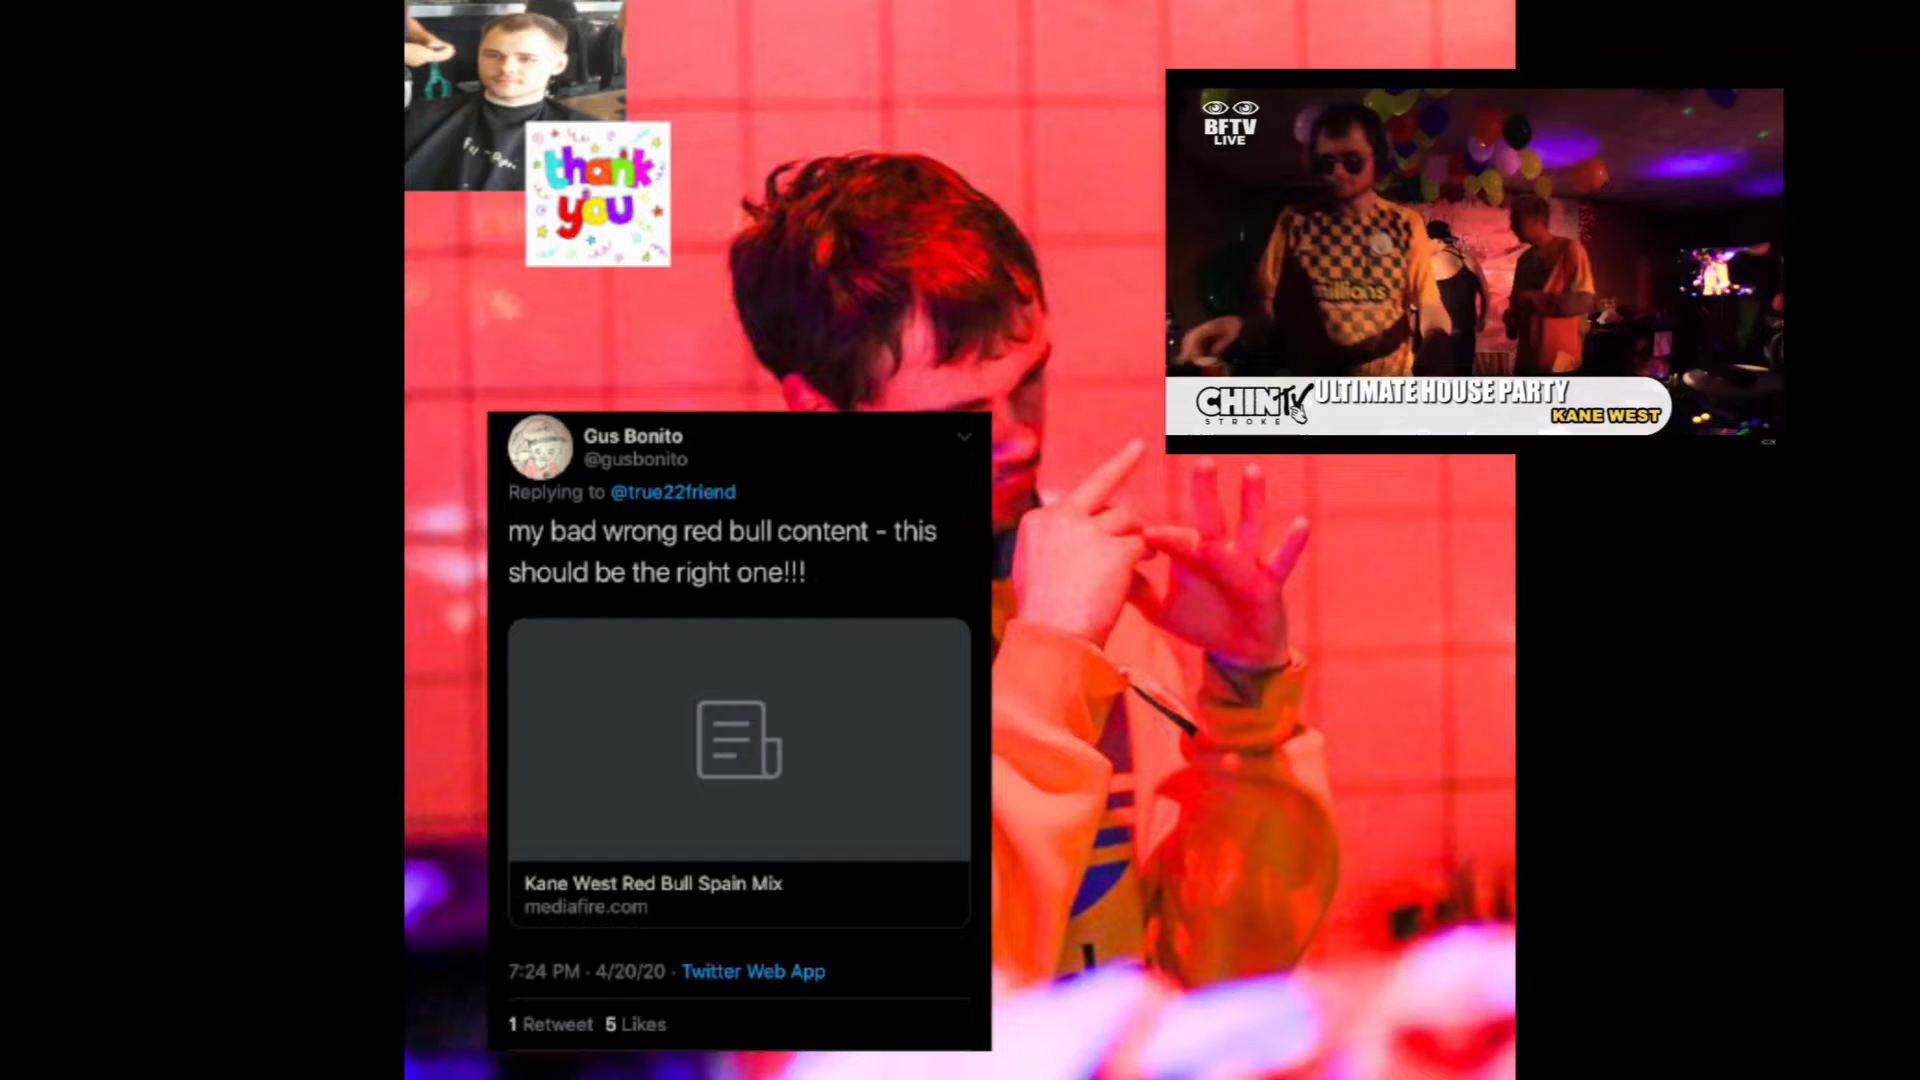 thank
you
BFTV
LIVE
millions
CHIN TV
STROKE
ULTIMATE HOUSE PARTY
KANE WEST
Gus Bonito
@gusbonito
Replying to @true22friend
my bad wrong red bull content - this
should be the right one!!!
Kane West Red Bull Spain Mix
mediafire.com
7:24 PM · 4/20/20 · Twitter Web App
1 Retweet 5 Likes